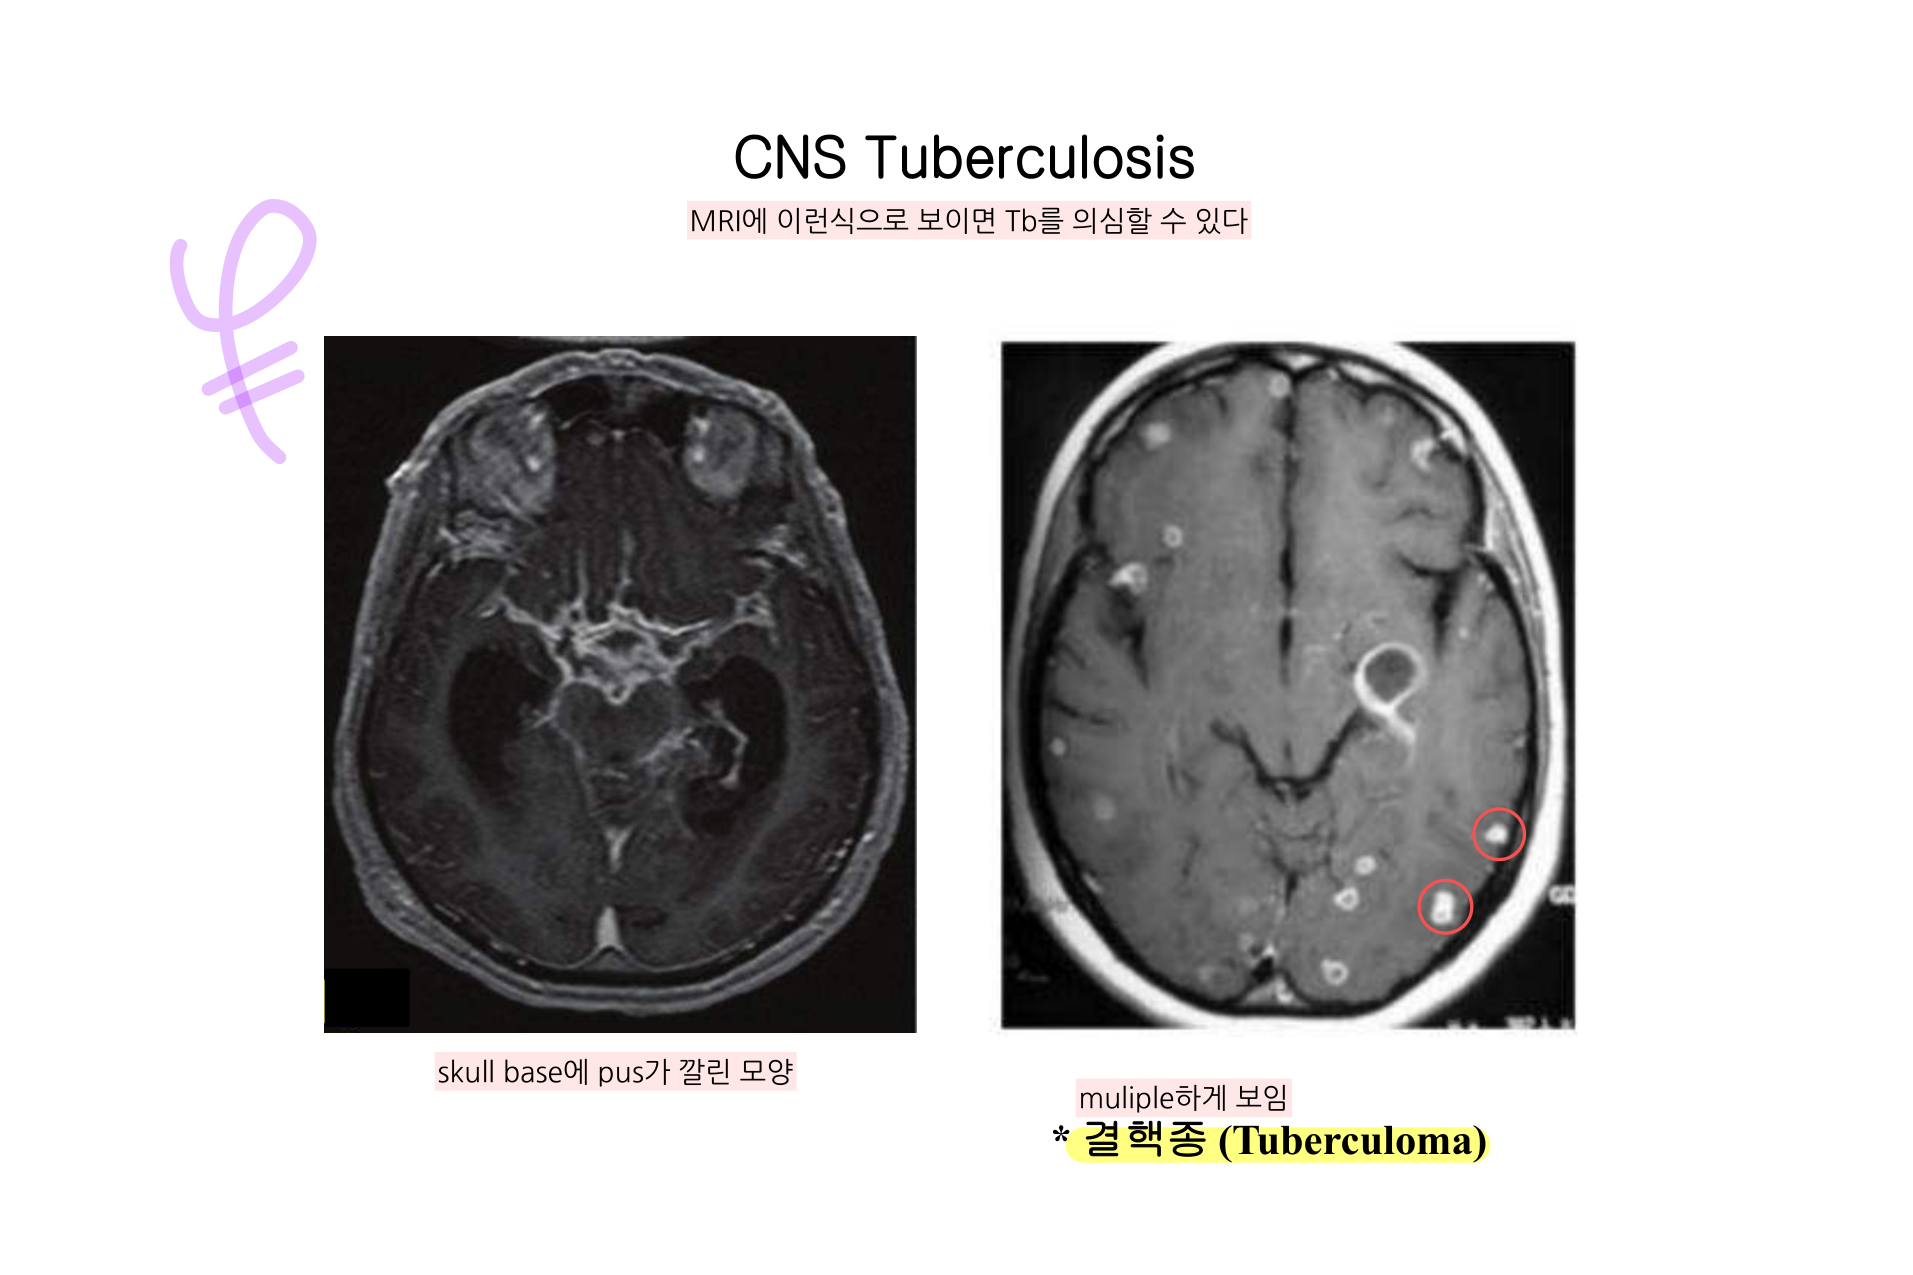 CNS Tuberculosis
MRI에 이런식으로 보이면 Tb를 의심할 수 있다
skull base에 pus가 깔린 모양
muliple하게 보임
* 결핵종 (Tuberculoma)